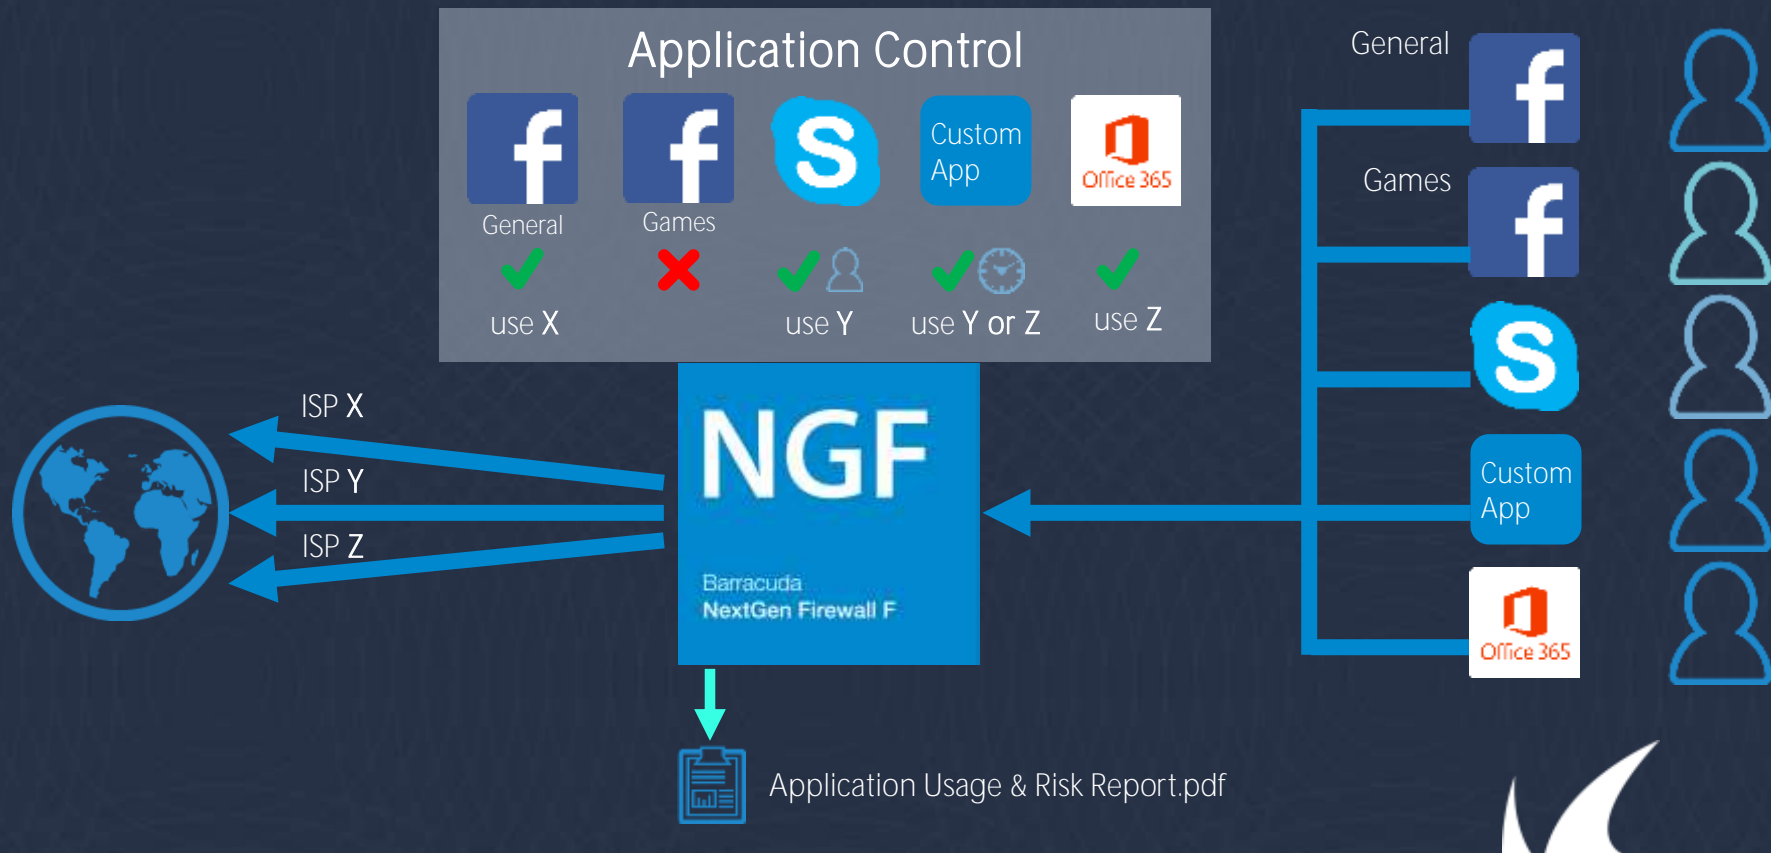 Application Control
General
Games
Custom
App
Office 365
use X
use Y
use Y or Z
use Z
General
Games
Custom
App
Office 365
ISP X
ISP Y
ISP Z
NGF
Barracuda
NextGen Firewall F
Application Usage & Risk Report.pdf